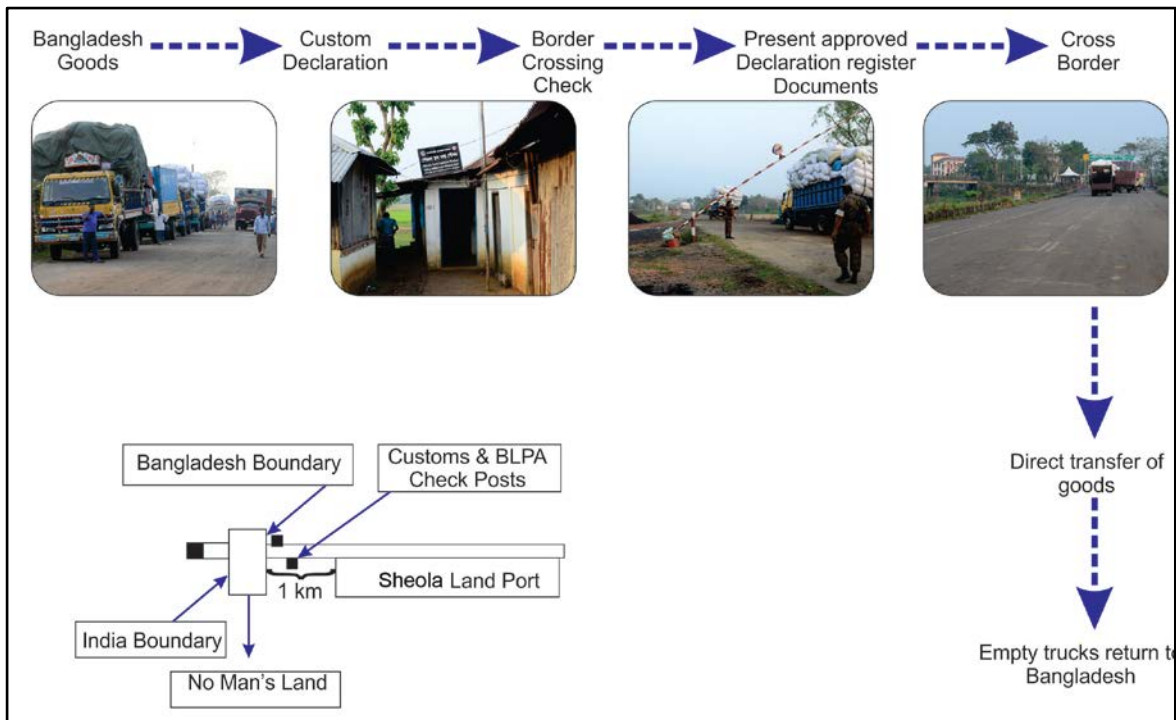 Bangladesh
Goods
Custom
Declaration
Border
Crossing
Check
Present approved
Declaration register
Documents
Cross
Border
Direct transfer of
goods
Empty trucks return to
Bangladesh
Bangladesh Boundary
Customs & BLPA
Check Posts
1 km
Sheola Land Port
India Boundary
No Man's Land